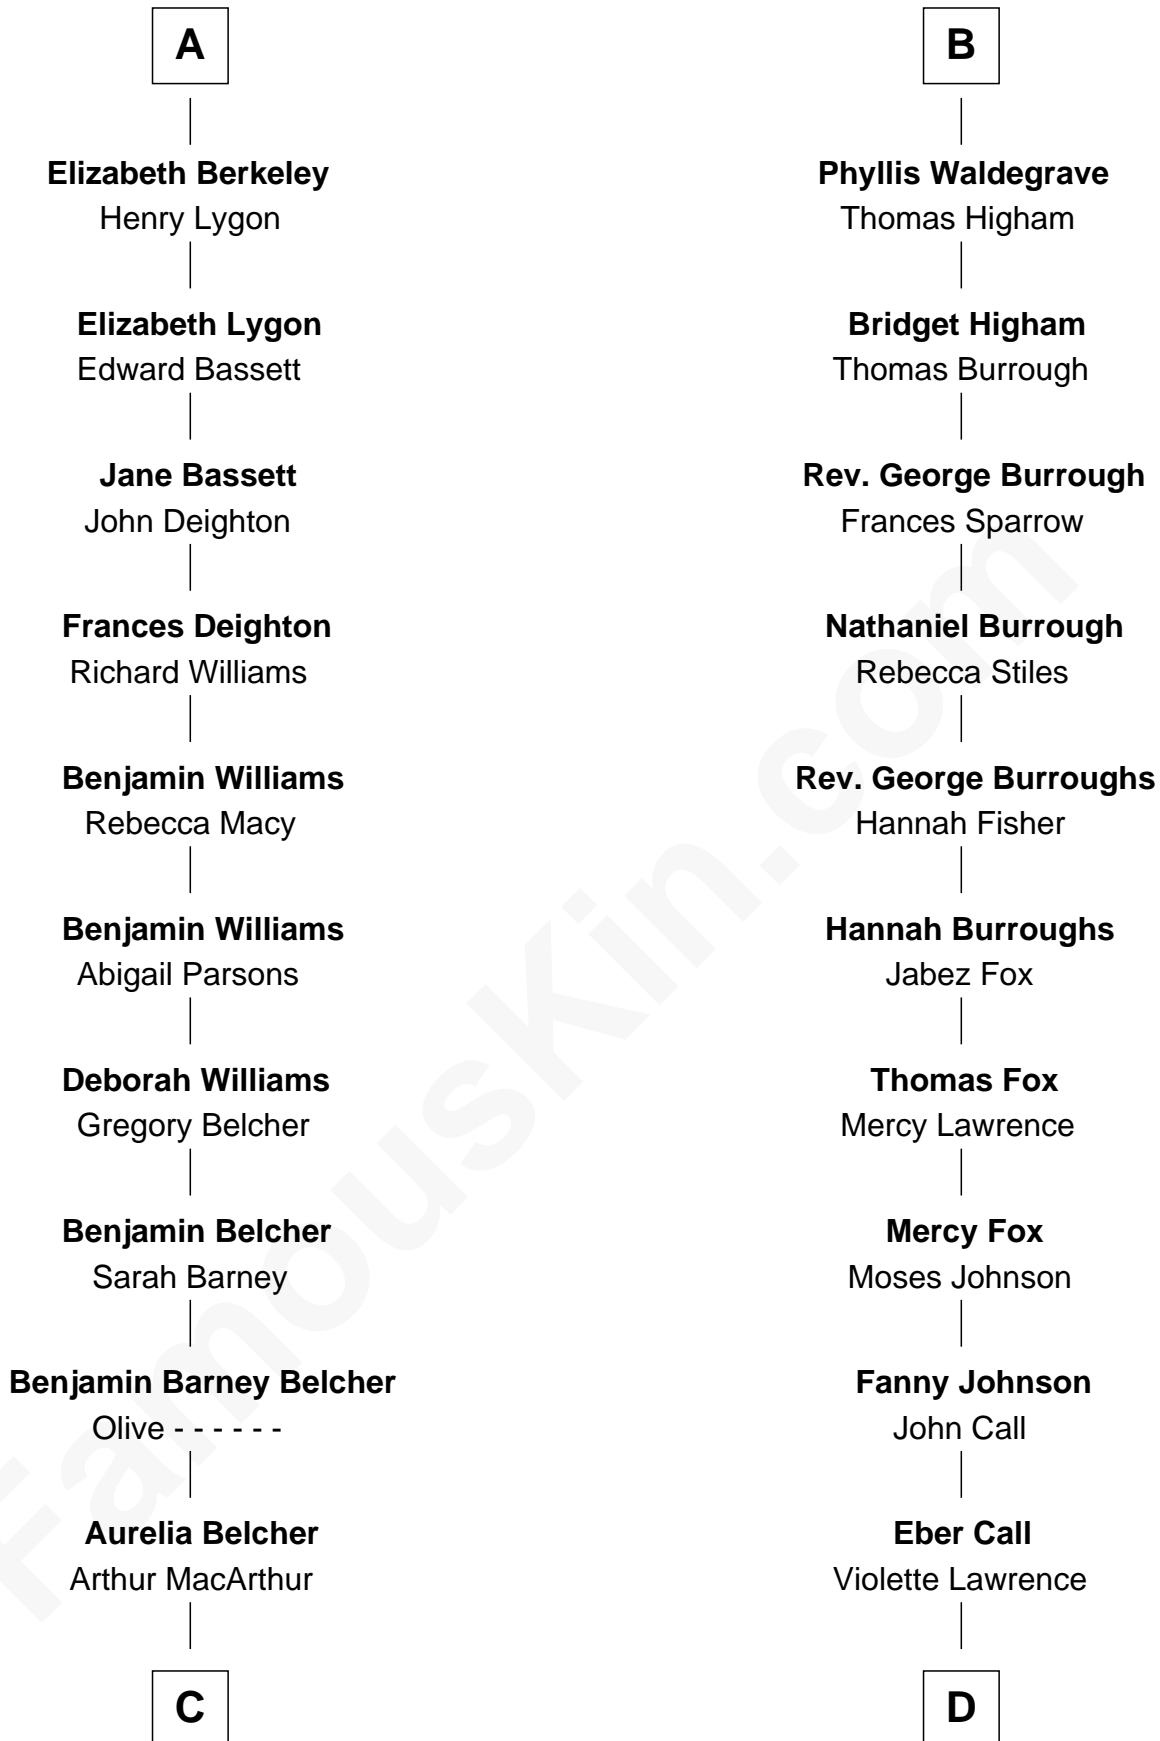 A
Elizabeth Berkeley
Henry Lygon
Elizabeth Lygon
Edward Bassett
Jane Bassett
John Deighton
Frances Deighton
Richard Williams
Benjamin Williams
Rebecca Macy
Benjamin Williams
Abigail Parsons
Deborah Williams
Gregory Belcher
Benjamin Belcher
Sarah Barney
Benjamin Barney Belcher
Olive - - - - - -
Aurelia Belcher
Arthur MacArthur
C
B
Phyllis Waldegrave
Thomas Higham
Bridget Higham
Thomas Burrough
Rev. George Burrough
Frances Sparrow
Nathaniel Burrough
Rebecca Stiles
Rev. George Burroughs
Hannah Fisher
Hannah Burroughs
Jabez Fox
Thomas Fox
Mercy Lawrence
Mercy Fox
Moses Johnson
Fanny Johnson
John Call
Eber Call
Violette Lawrence
D
FamousKin.com